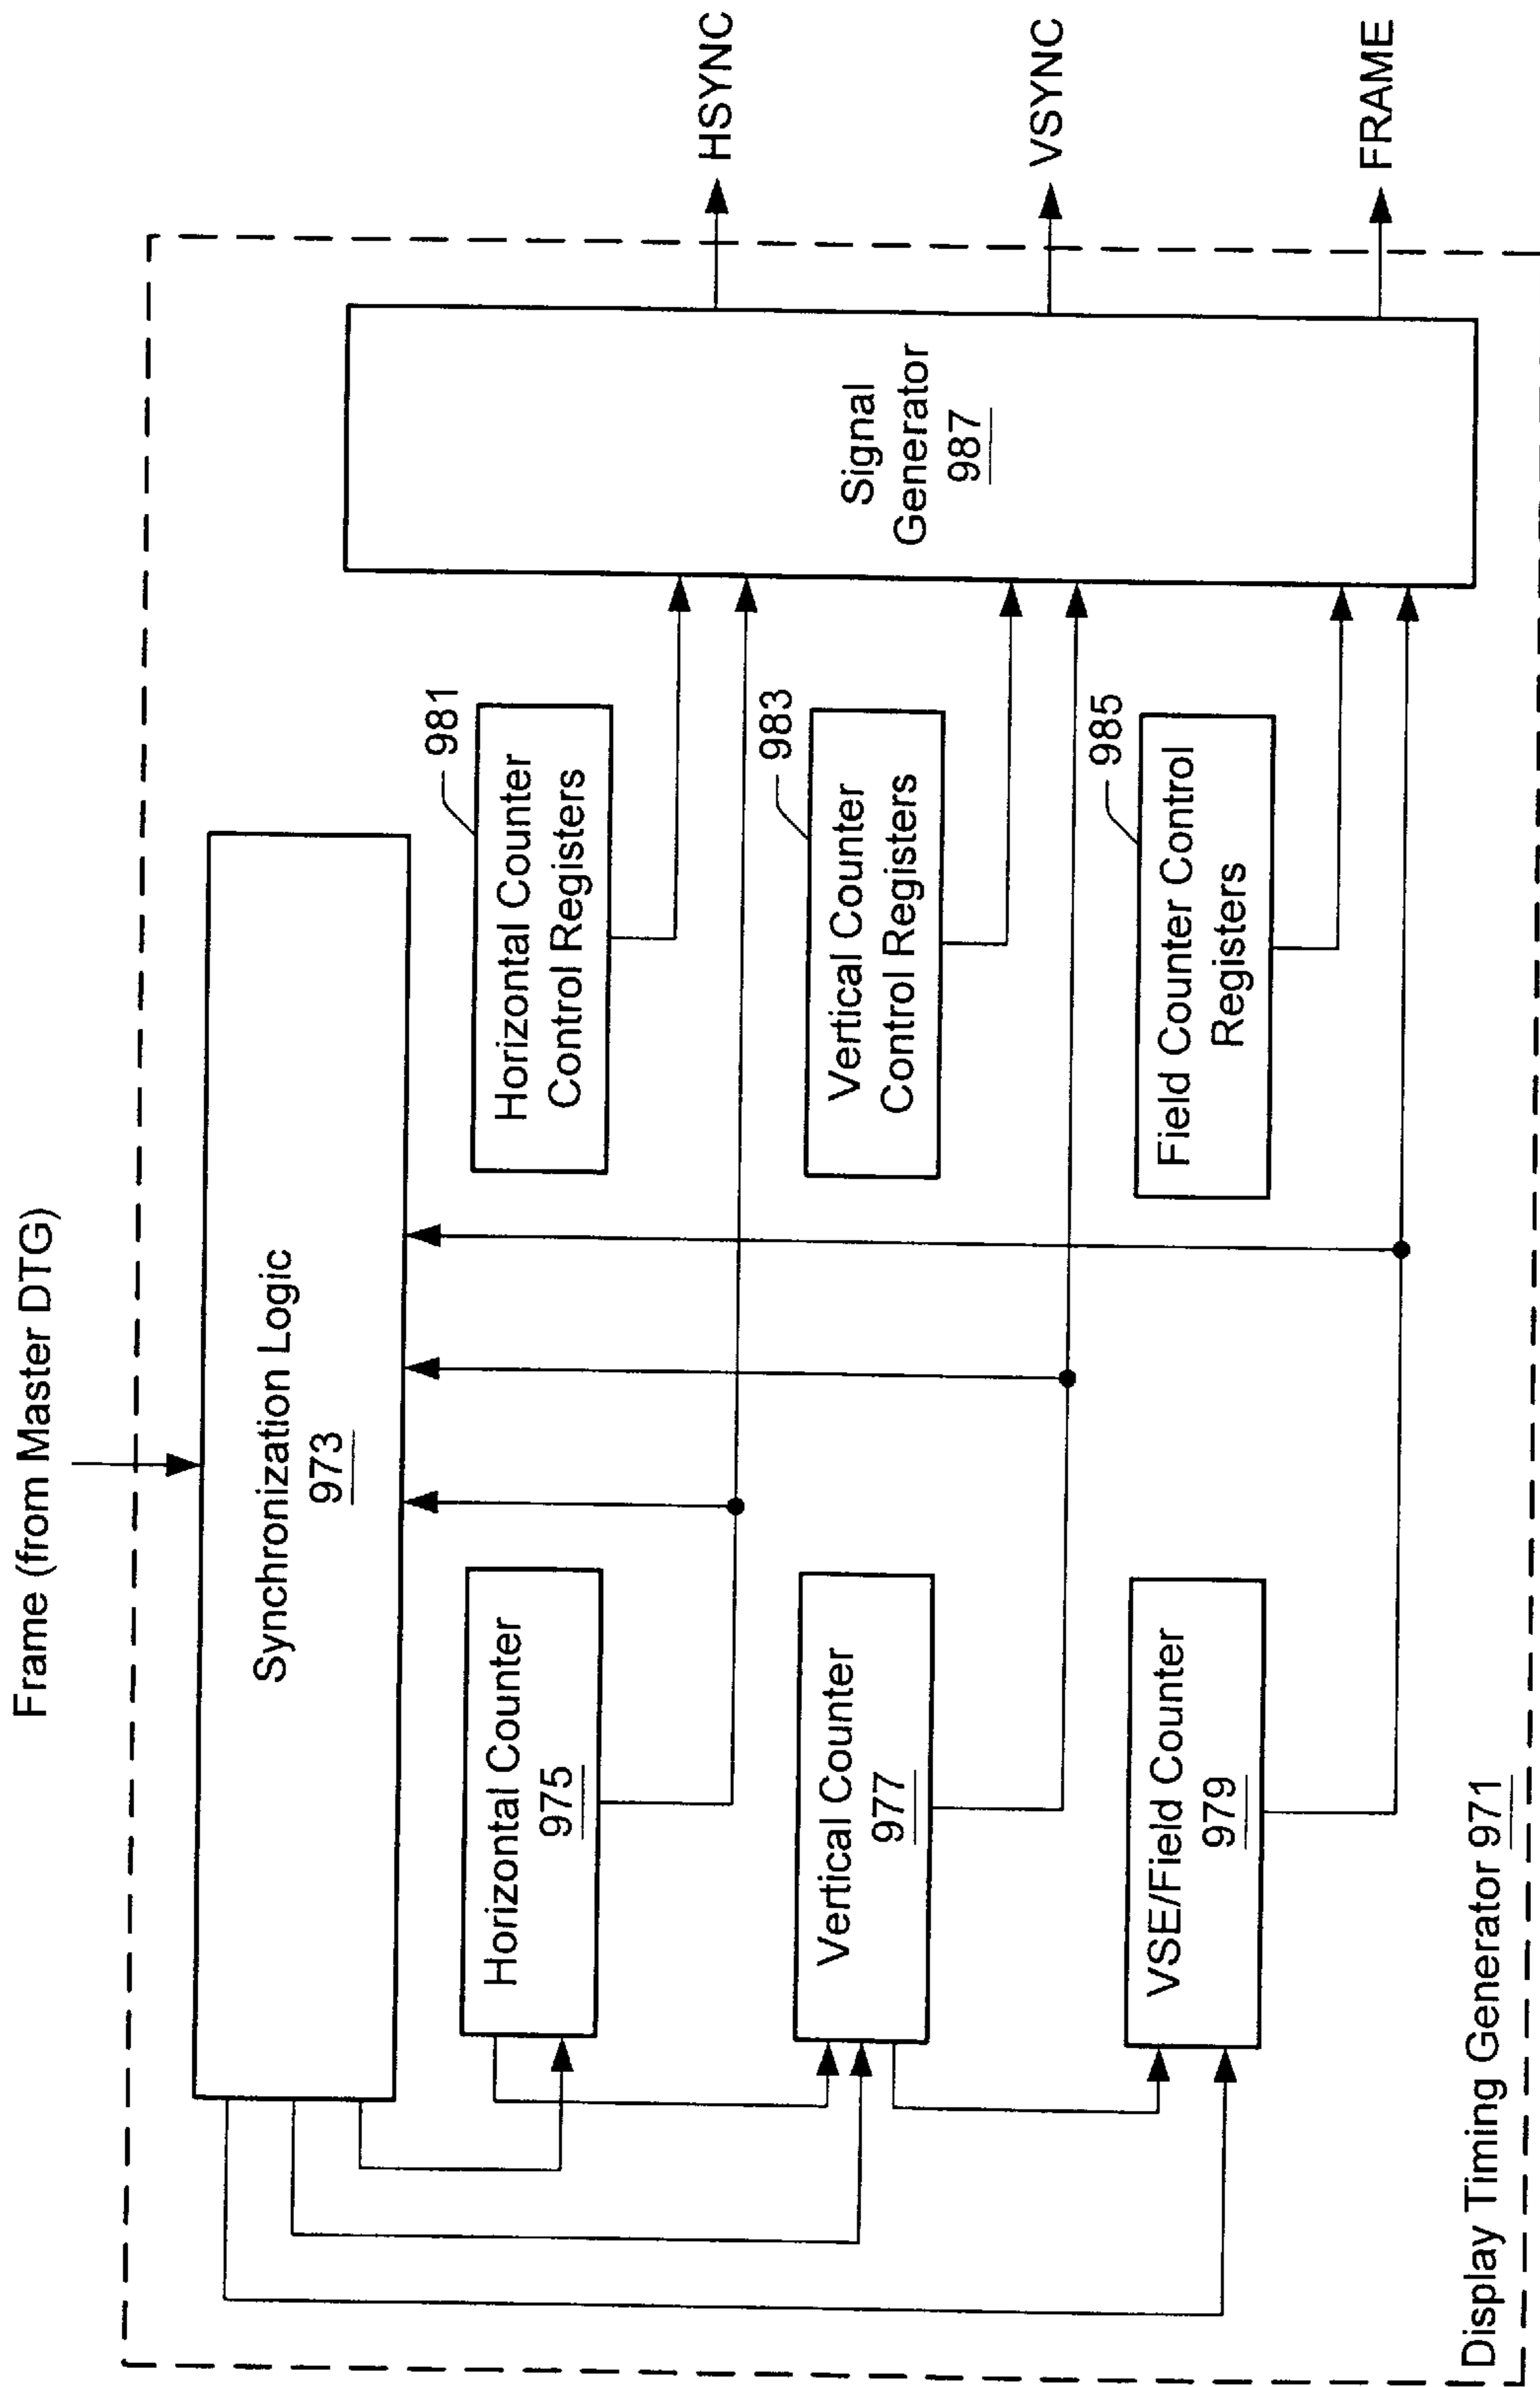 Frame (from Master DTG)
Synchronization Logic
973
Horizontal Counter
975
981
Horizontal Counter
Control Registers
HSYNC
Vertical Counter
977
983
Vertical Counter
Control Registers
Signal
Generator
987
VSYNC
VSE/Field Counter
979
985
Field Counter Control
Registers
FRAME
Display Timing Generator 971